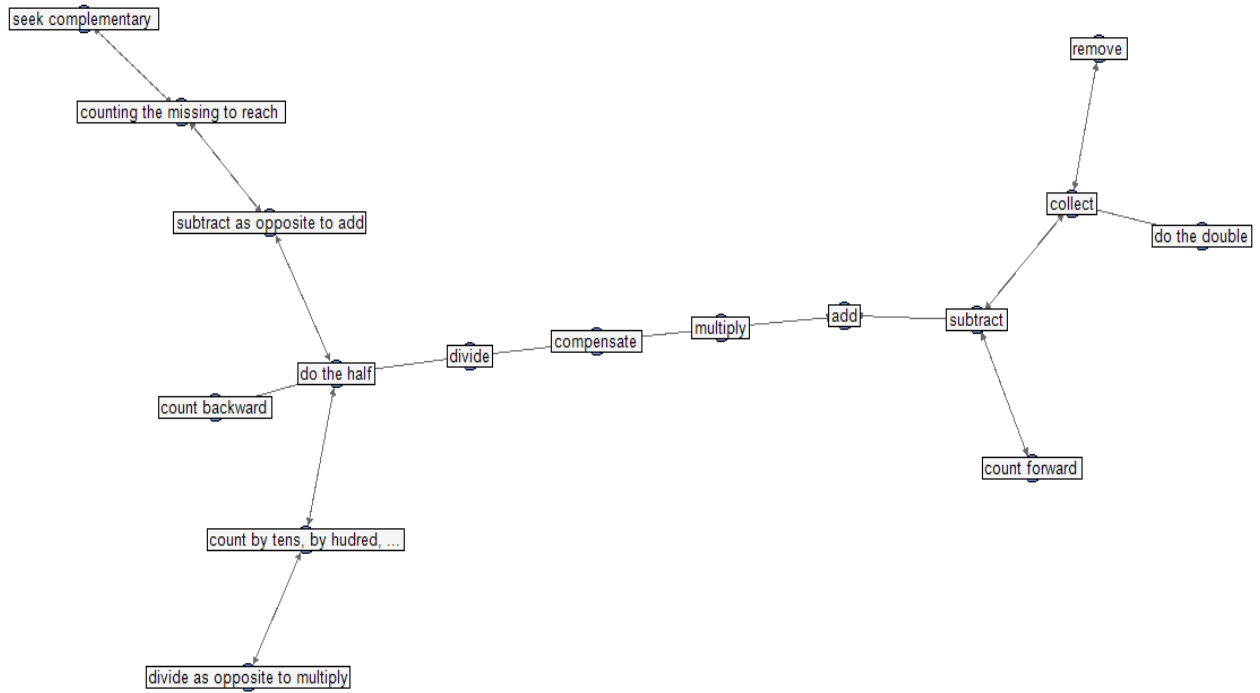 seek complementary
remove
counting the missing to reach
collect
subtract as opposite to add
do the double
add
subtract
multiply
compensate
divide
do the half
count backward
count forward
count by tens, by hudred, ...
divide as opposite to multiply